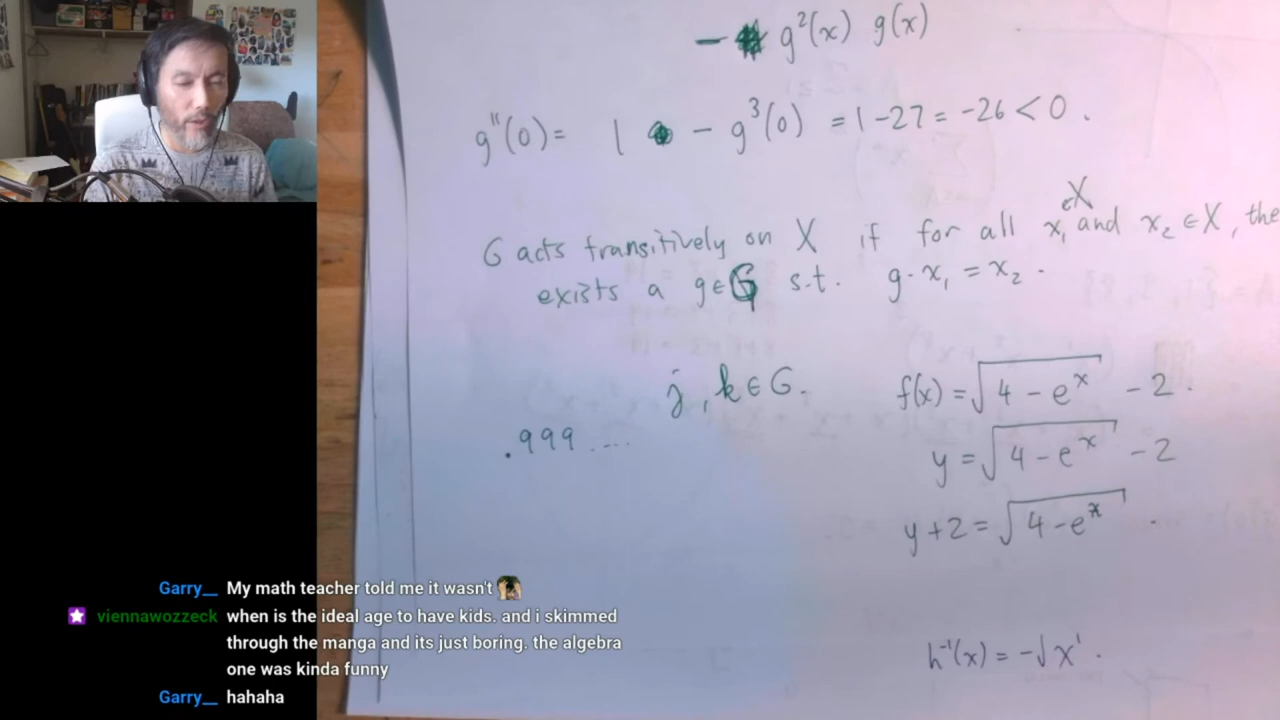 - g²(x) g(x)
g''(0) = 1 - g³(0) = 1-27 = -26 < 0.
G acts transitively on X if for all x₁ ∈X and x₂ ∈ X, the
exists a g∈G s.t. g·x₁ = x₂.
j, k ∈ G.
.999....
f(x) = √(4 - eˣ) - 2.
y = √(4 - eˣ) - 2
y + 2 = √(4 - eˣ) .
h⁻¹(x) = -√x .
Garry__ My math teacher told me it wasn't
viennawozzeck when is the ideal age to have kids. and i skimmed
through the manga and its just boring. the algebra
one was kinda funny
Garry__ hahaha